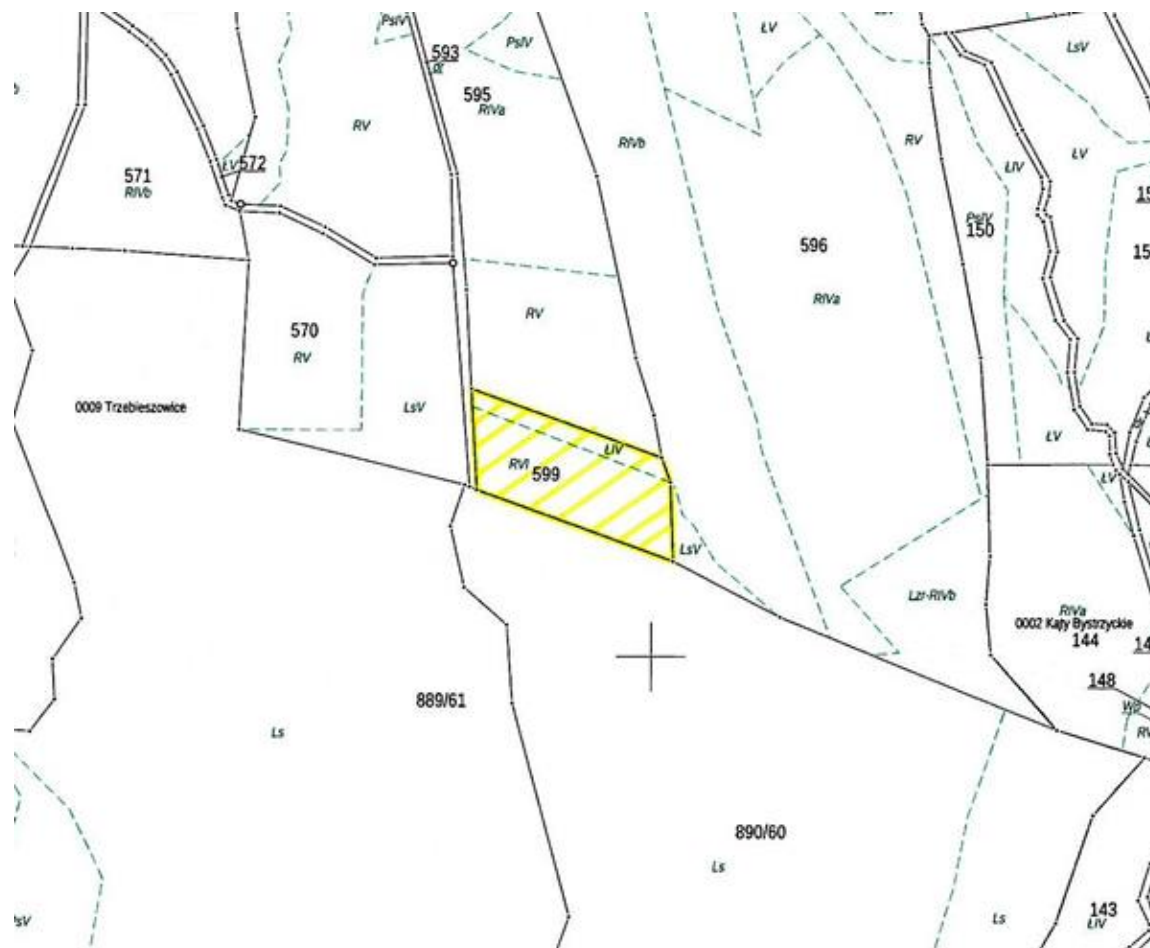 PsIV
593
dr
PsIV
ŁV
LsV
595
RIVa
RV
RIVb
RV
ŁV
ŁIV
ŁV
572
571
RIVb
PsIV
150
596
RIVa
RV
570
RV
0009 Trzebieszowice
LsV
ŁIV
RVI
599
ŁV
ŁV
LsV
Lzr-RIVb
RIVa
0002 Kąty Bystrzyckie
144
148
Wp
889/61
Ls
890/60
Ls
Ls
143
ŁIV